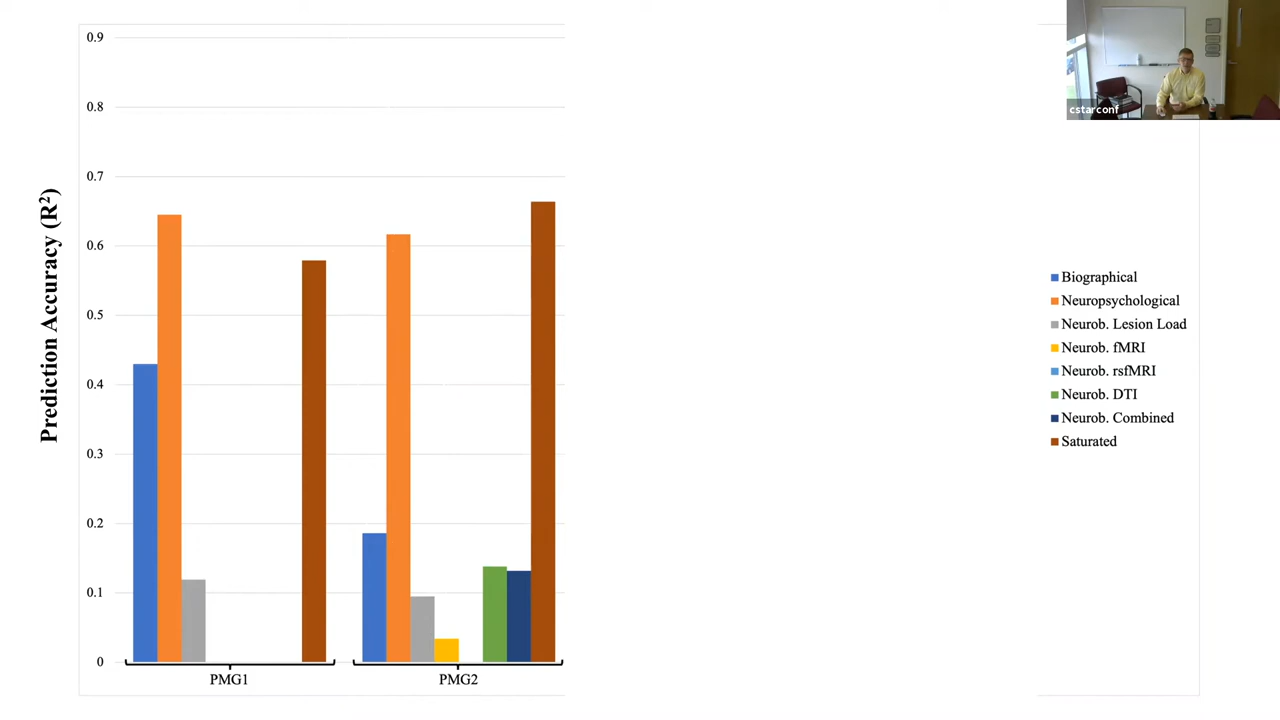 0.9
0.8
0.7
0.6
0.5
0.4
0.3
0.2
0.1
0
Prediction Accuracy (R²)
PMG1
PMG2
Biographical
Neuropsychological
Neurob. Lesion Load
Neurob. fMRI
Neurob. rsfMRI
Neurob. DTI
Neurob. Combined
Saturated
cstarconf